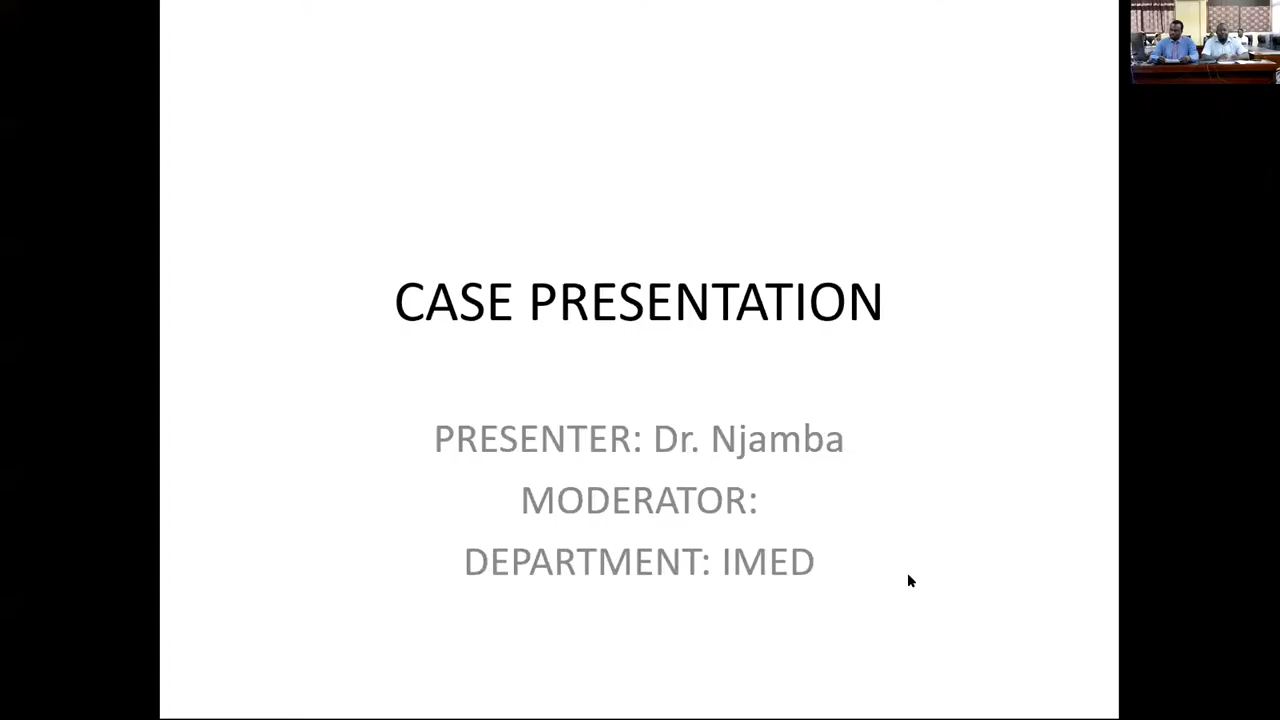 CASE PRESENTATION
PRESENTER: Dr. Njamba
MODERATOR:
DEPARTMENT: IMED